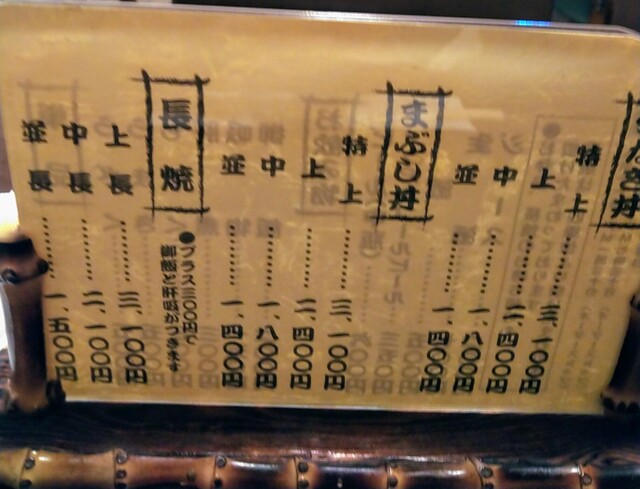 なぎ丼
特上………三、一〇〇円
上………二、四〇〇円
中………一、八〇〇円
並………一、四〇〇円
まぶし丼
特上………三、一〇〇円
上………二、四〇〇円
中………一、八〇〇円
並………一、四〇〇円
長焼
●プラス三〇〇円で
御飯と赤だしがつきます
上長………三、一〇〇円
中長………二、一〇〇円
並長………一、五〇〇円